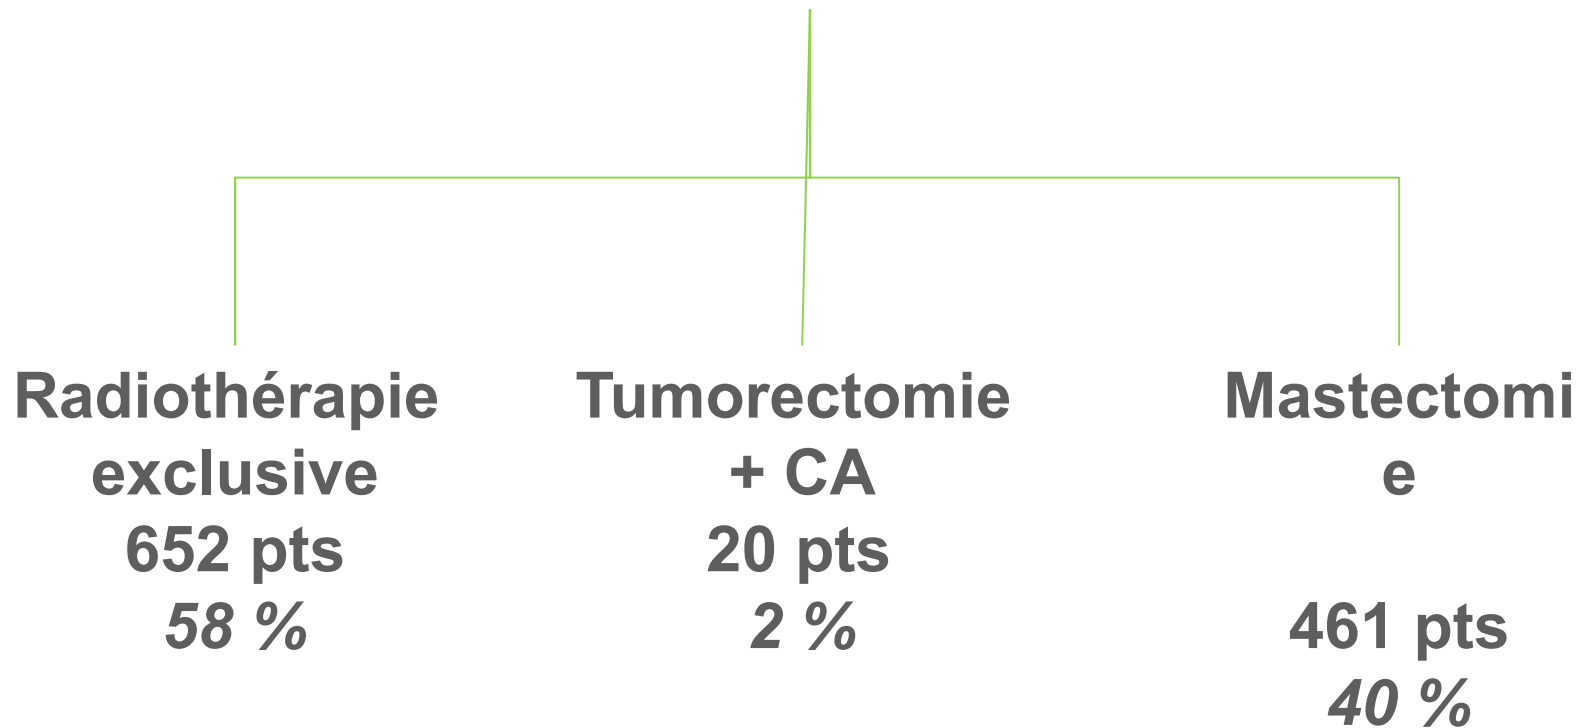 Radiothérapie
exclusive
652 pts
58 %
Tumorectomie
+ CA
20 pts
2 %
Mastectomi
e
461 pts
40 %